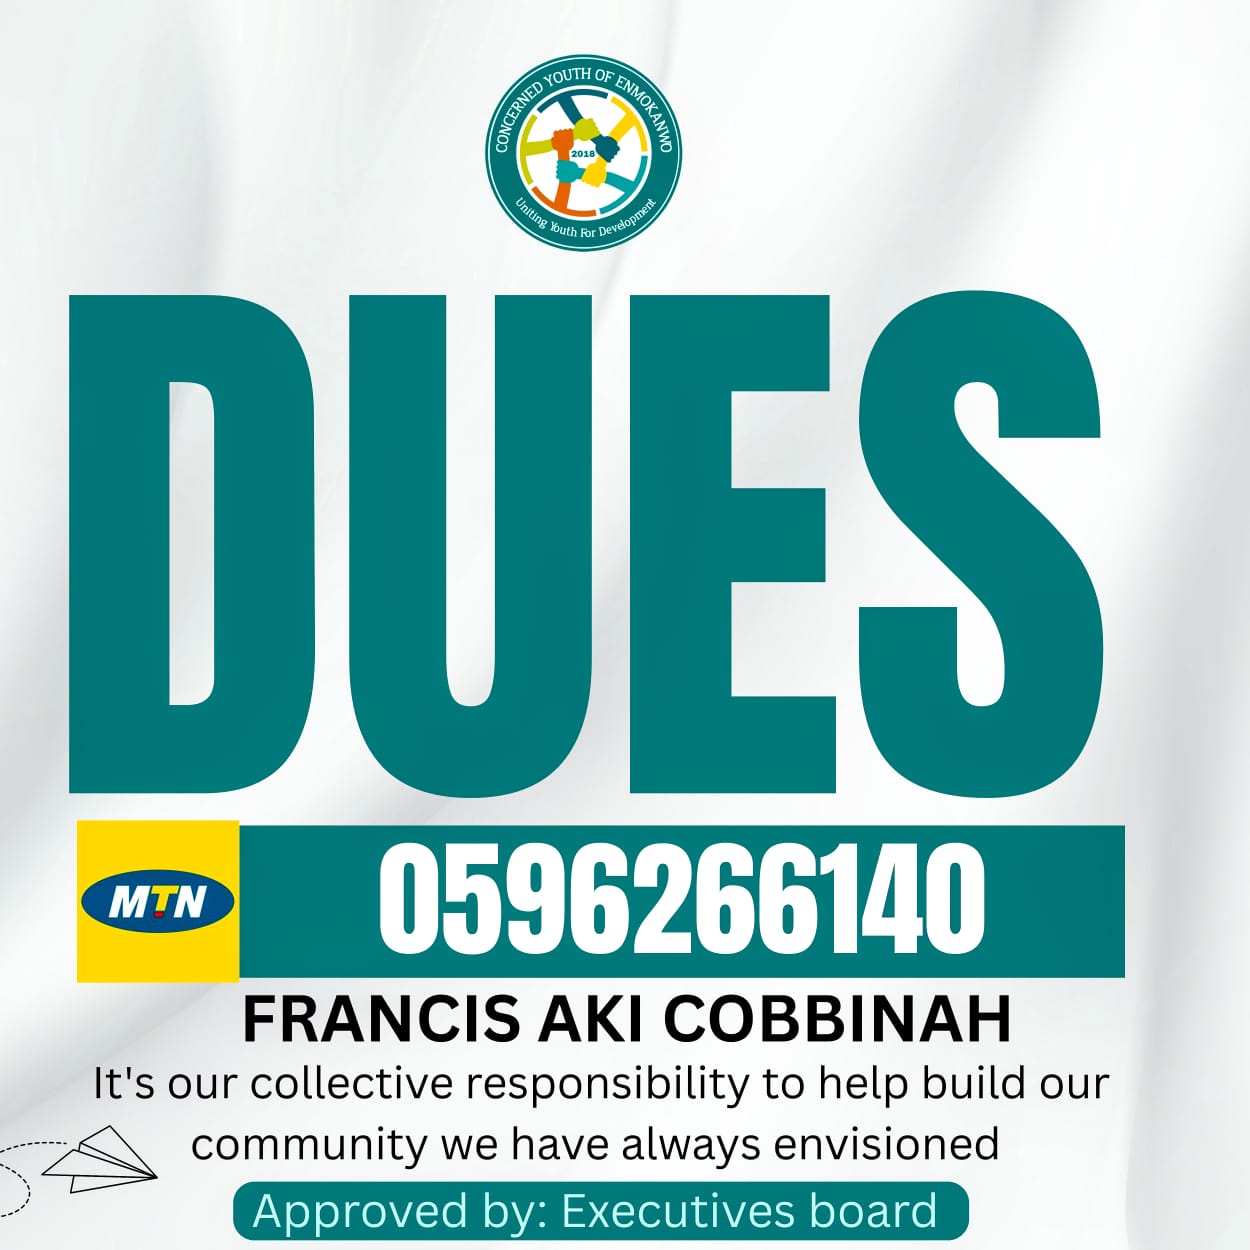 CONCERNED YOUTH OF ENMOKANWO
2018
Uniting Youth For Development
DUES
MTN
0596266140
FRANCIS AKI COBBINAH
It's our collective responsibility to help build our
community we have always envisioned
Approved by: Executives board